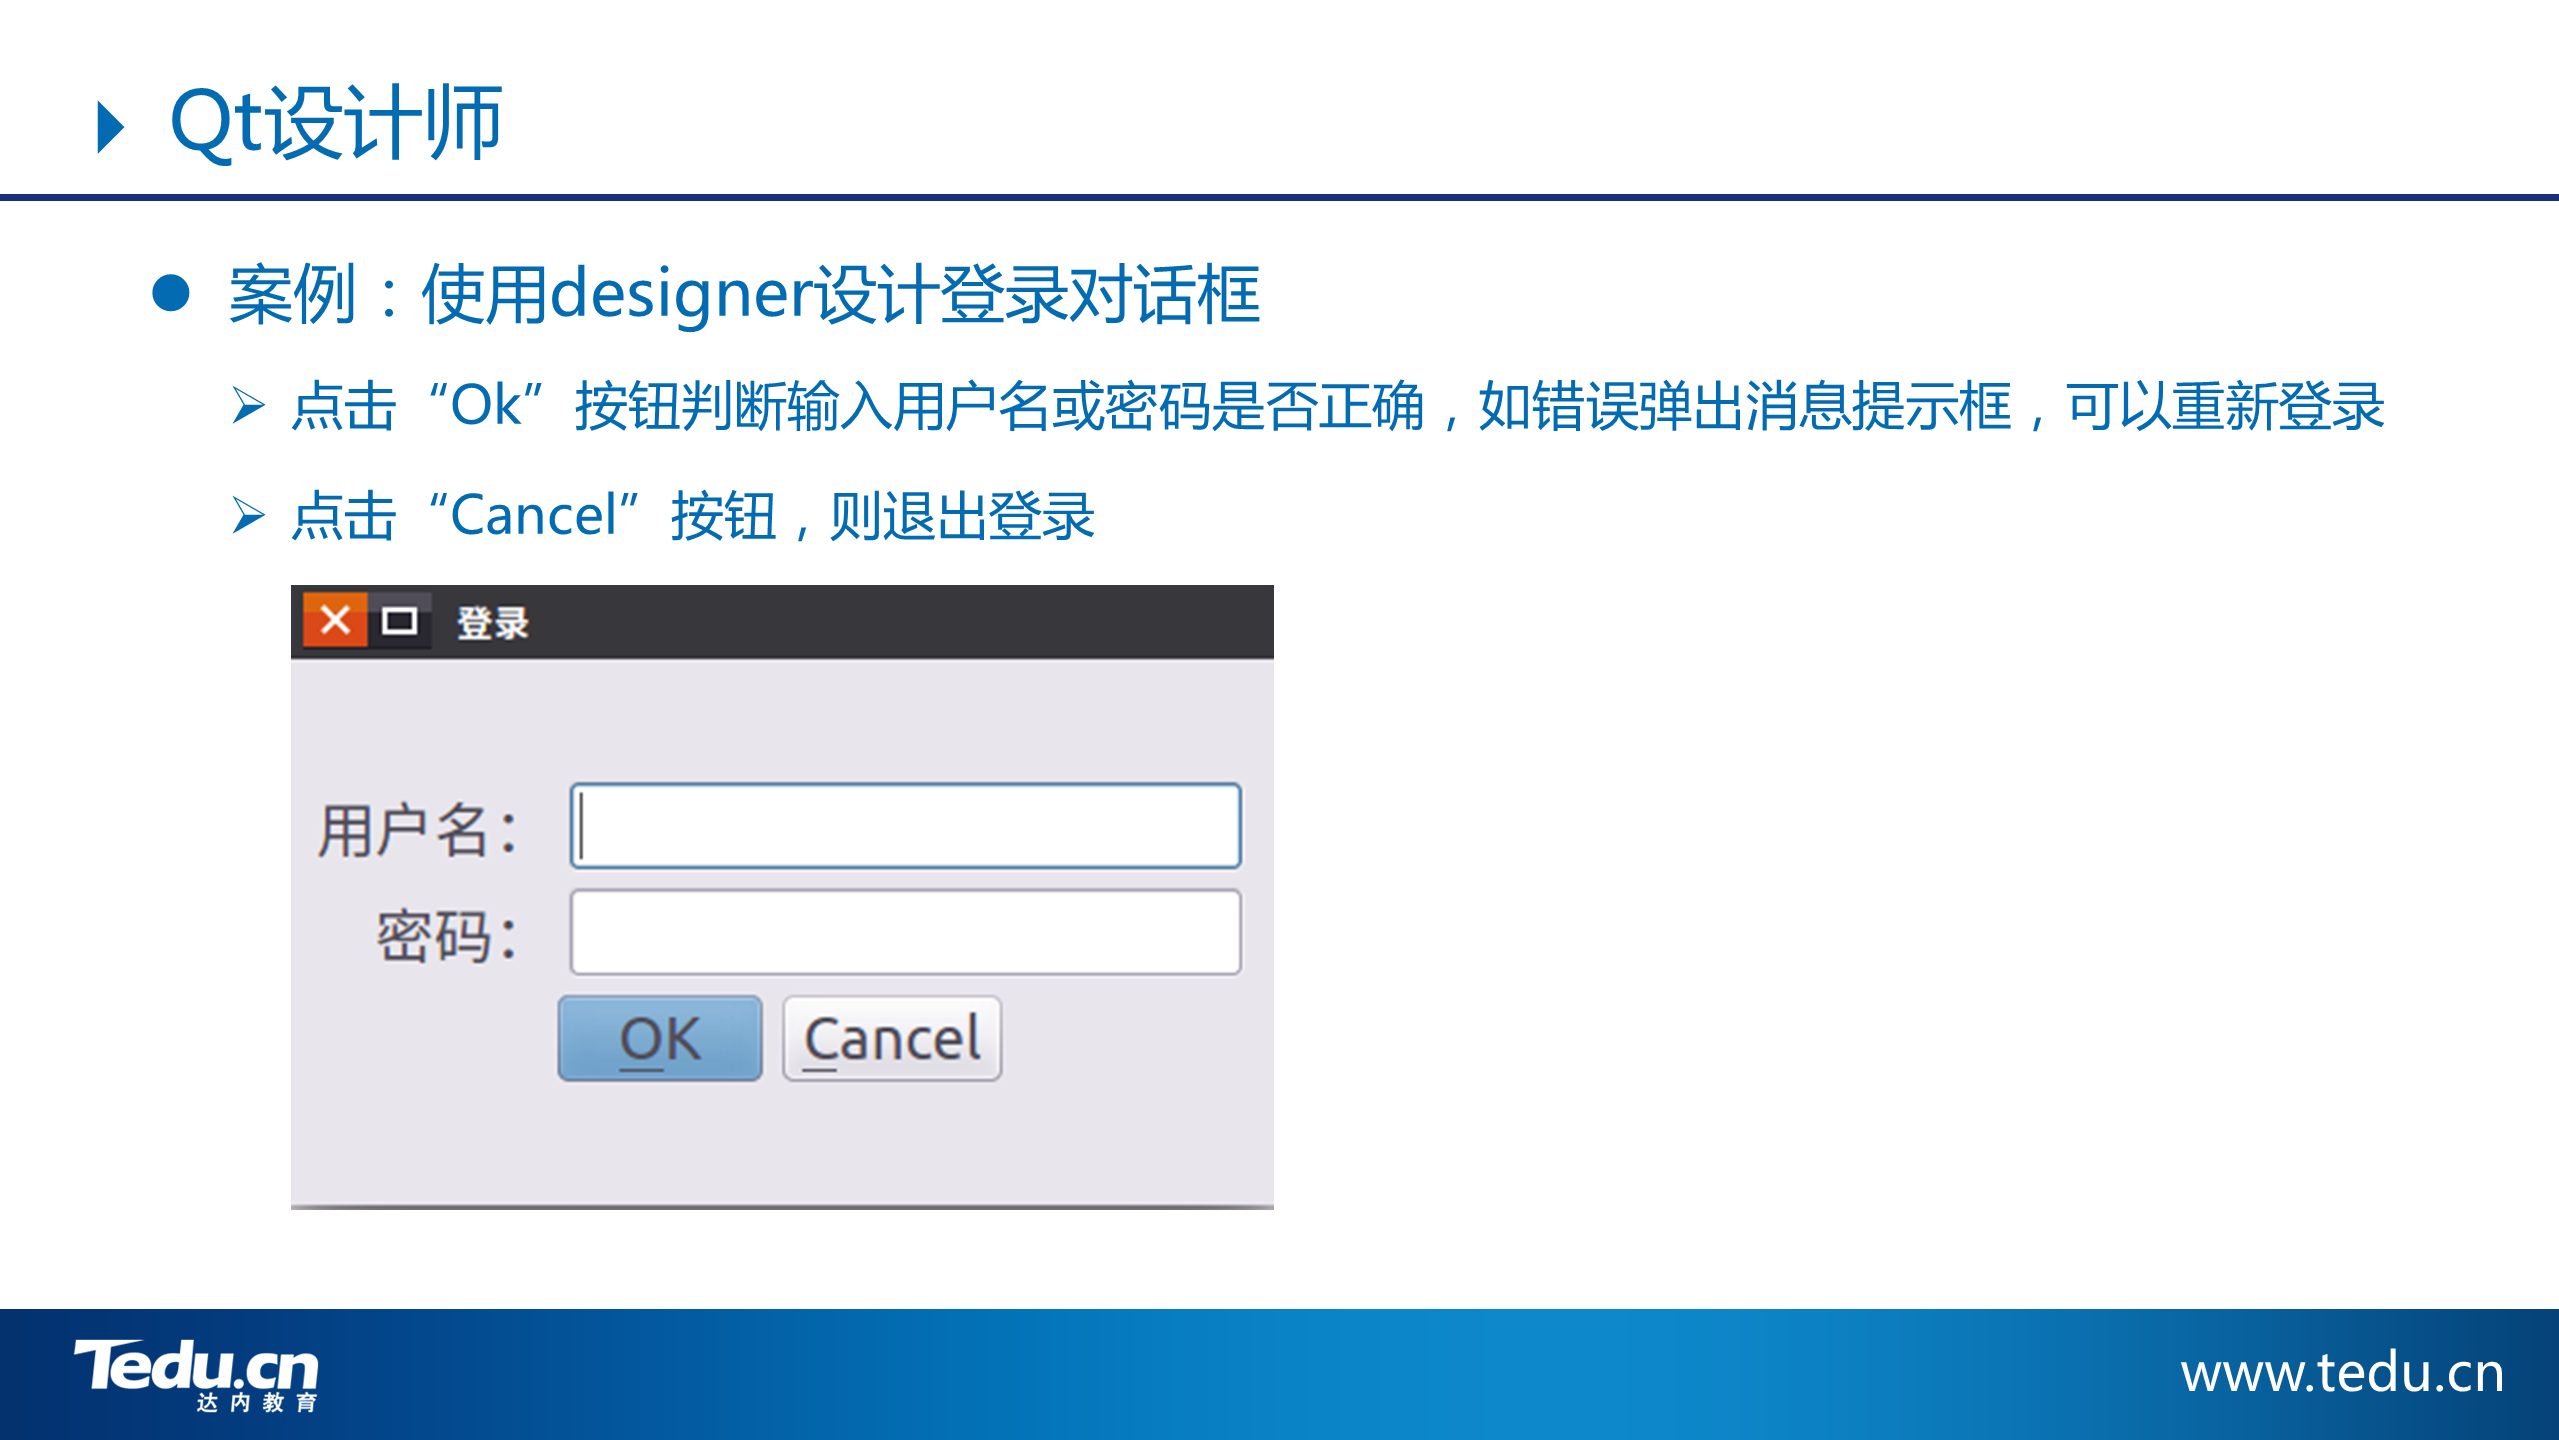 Qt设计师
案例：使用designer设计登录对话框
点击“Ok”按钮判断输入用户名或密码是否正确，如错误弹出消息提示框，可以重新登录
点击“Cancel”按钮，则退出登录
登录
用户名：
密码：
OK Cancel
Tedu.cn
达内教育
www.tedu.cn